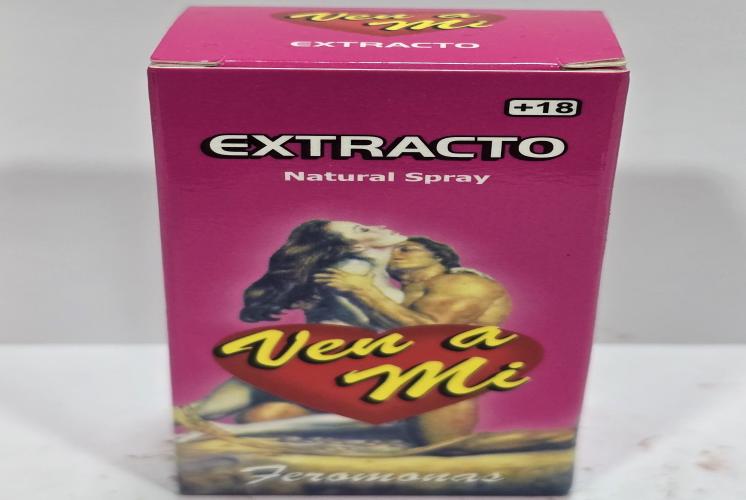 Ven a
Mi
EXTRACTO
+18
EXTRACTO
Natural Spray
Ven a
Mi
Feromonas